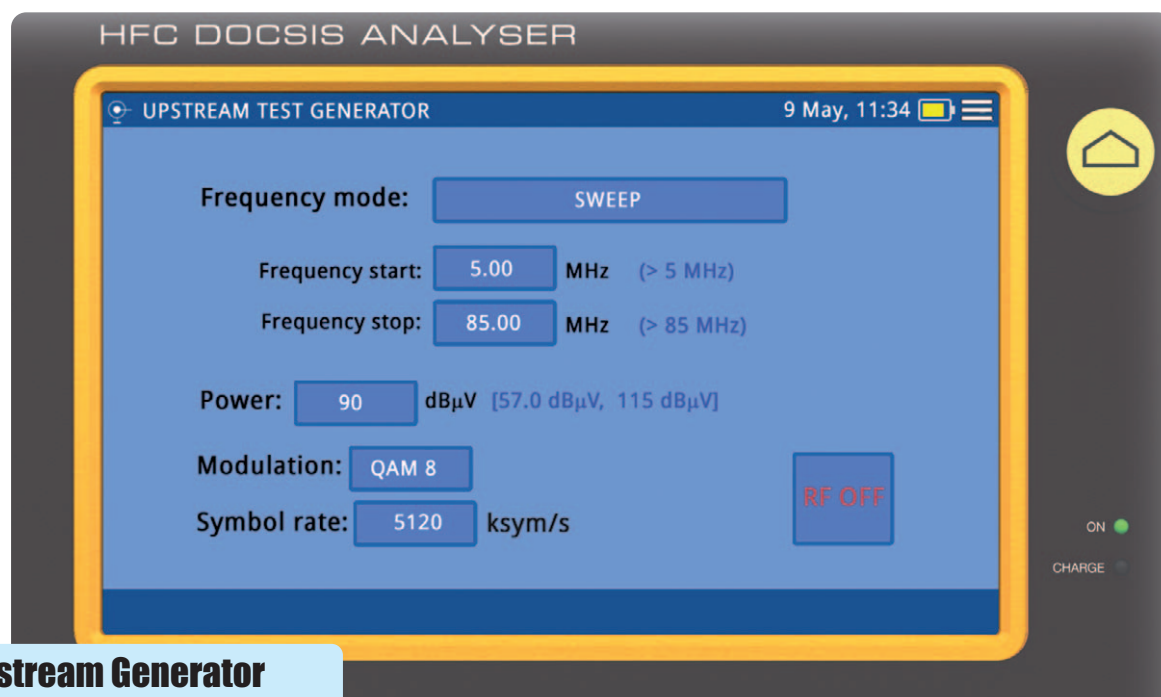 HFC DOCSIS ANALYSER
UPSTREAM TEST GENERATOR 9 May, 11:34
Frequency mode: SWEEP
Frequency start: 5.00 MHz (> 5 MHz)
Frequency stop: 85.00 MHz (> 85 MHz)
Power: 90 dBµV [57.0 dBµV, 115 dBµV]
Modulation: QAM 8
RF OFF
Symbol rate: 5120 ksym/s
ON
CHARGE
stream Generator